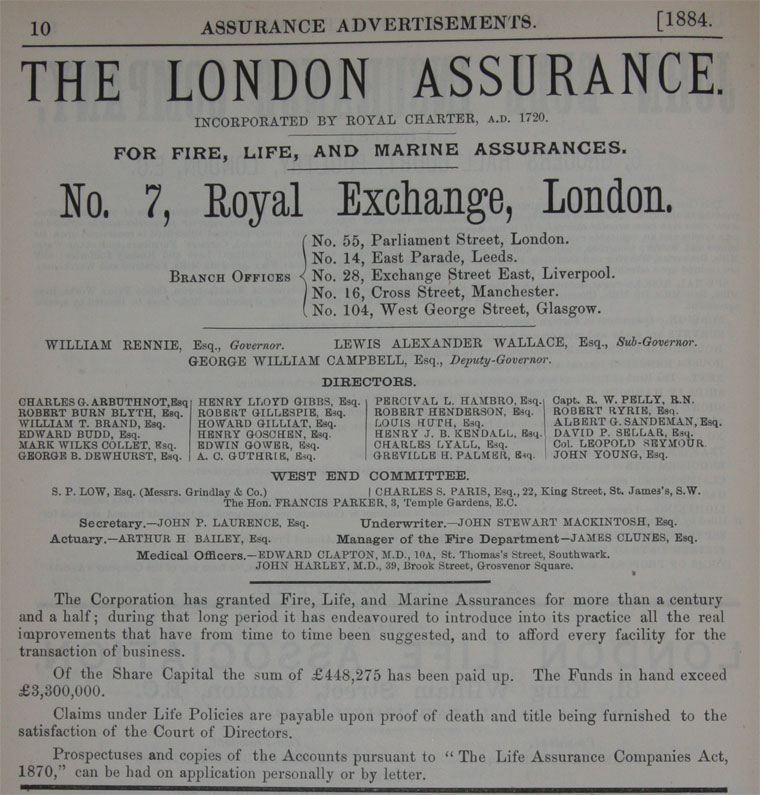 10 ASSURANCE ADVERTISEMENTS. [1884.
THE LONDON ASSURANCE.
INCORPORATED BY ROYAL CHARTER, A.D. 1720.
FOR FIRE, LIFE, AND MARINE ASSURANCES.
No. 7, Royal Exchange, London.
No. 55, Parliament Street, London.
No. 14, East Parade, Leeds.
BRANCH OFFICES No. 28, Exchange Street East, Liverpool.
No. 16, Cross Street, Manchester.
No. 104, West George Street, Glasgow.
WILLIAM RENNIE, Esq., Governor. LEWIS ALEXANDER WALLACE, Esq., Sub-Governor.
GEORGE WILLIAM CAMPBELL, Esq., Deputy-Governor.
DIRECTORS.
CHARLES G. ARBUTHNOT, Esq HENRY LLOYD GIBBS, Esq. PERCIVAL L. HAMBRO, Esq. Capt. R. W. PELLY, R.N.
ROBERT BURN BLYTH, Esq. ROBERT GILLESPIE, Esq. ROBERT HENDERSON, Esq. ROBERT RYRIE, Esq.
WILLIAM T. BRAND, Esq. HOWARD GILLIAT, Esq. LOUIS HUTH, Esq. ALBERT G. SANDEMAN, Esq.
EDWARD BUDD, Esq. HENRY GOSCHEN, Esq. HENRY J. B. KENDALL, Esq. DAVID P. SELLAR, Esq.
MARK WILKS COLLET, Esq. EDWIN GOWER, Esq. CHARLES LYALL, Esq. Col. LEOPOLD SEYMOUR
GEORGE B. DEWHURST, Esq. A. C. GUTHRIE, Esq. GREVILLE H. PALMER, Esq. JOHN YOUNG, Esq.
WEST END COMMITTEE.
S. P. LOW, Esq. (Messrs. Grindlay & Co.) CHARLES S. PARIS, Esq., 22, King Street, St. James's, S.W.
The Hon. FRANCIS PARKER, 3, Temple Gardens, E.C.
Secretary.—JOHN P. LAURENCE, Esq. Underwriter.—JOHN STEWART MACKINTOSH, Esq.
Actuary.—ARTHUR H BAILEY, Esq. Manager of the Fire Department—JAMES CLUNES, Esq.
Medical Officers.—EDWARD CLAPTON, M.D., 10A, St. Thomas's Street, Southwark.
JOHN HARLEY, M.D., 39, Brook Street, Grosvenor Square.
The Corporation has granted Fire, Life, and Marine Assurances for more than a century
and a half; during that long period it has endeavoured to introduce into its practice all the real
improvements that have from time to time been suggested, and to afford every facility for the
transaction of business.
Of the Share Capital the sum of £448,275 has been paid up. The Funds in hand exceed
£3,300,000.
Claims under Life Policies are payable upon proof of death and title being furnished to the
satisfaction of the Court of Directors.
Prospectuses and copies of the Accounts pursuant to "The Life Assurance Companies Act,
1870," can be had on application personally or by letter.